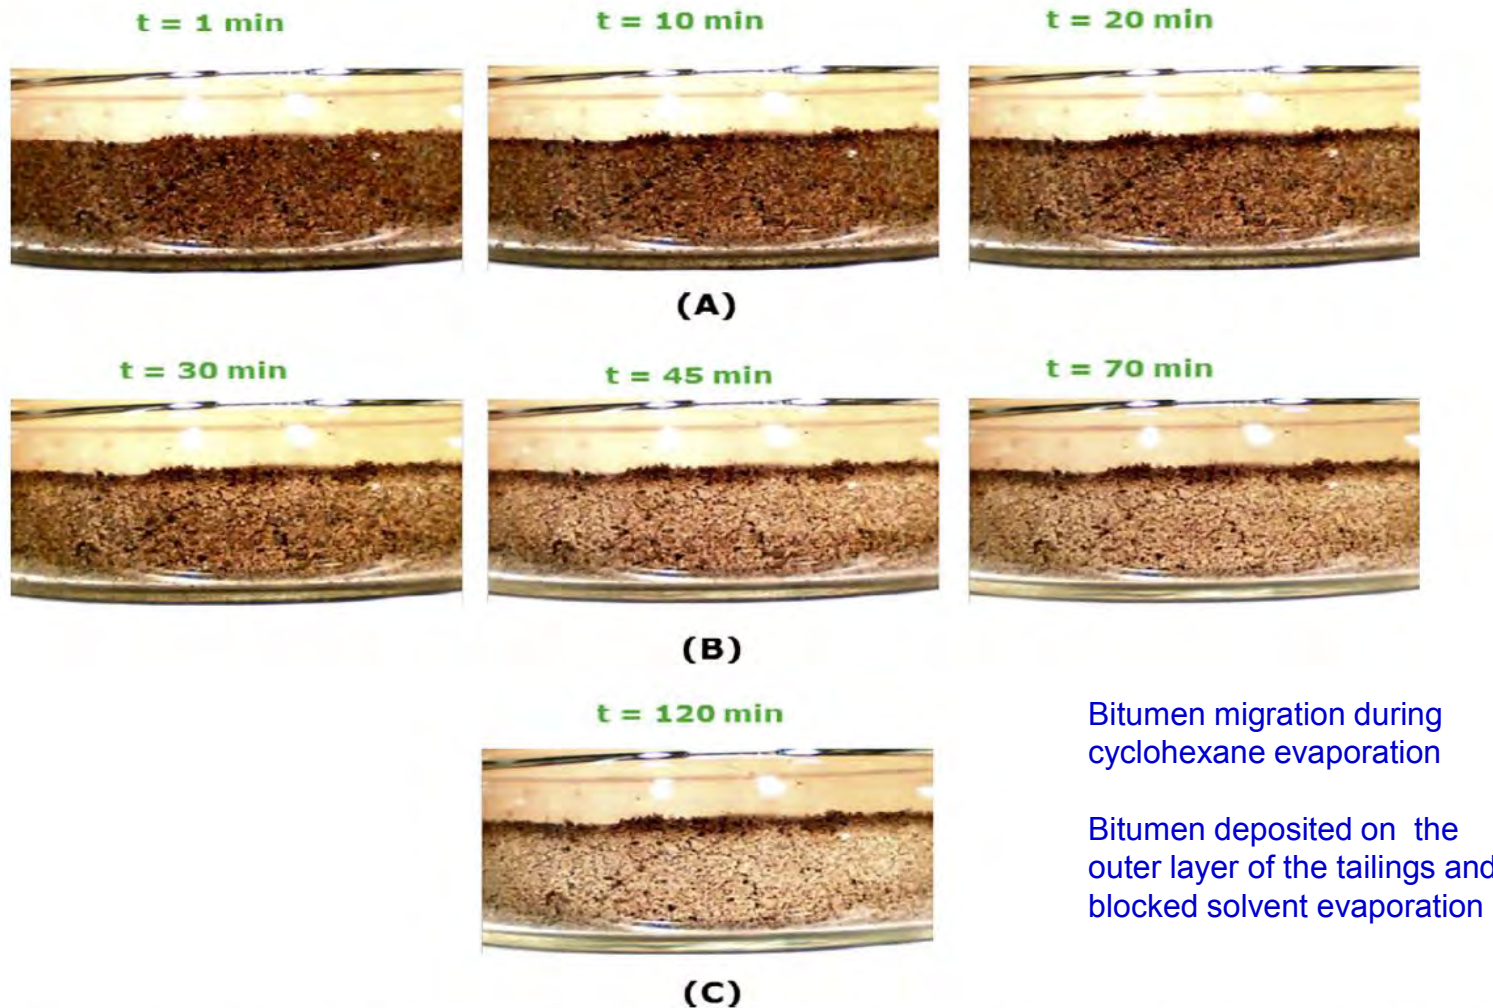 t = 1 min
t = 10 min
t = 20 min
(A)
t = 30 min
t = 45 min
t = 70 min
(B)
t = 120 min
Bitumen migration during
cyclohexane evaporation
Bitumen deposited on the
outer layer of the tailings and
blocked solvent evaporation
(C)